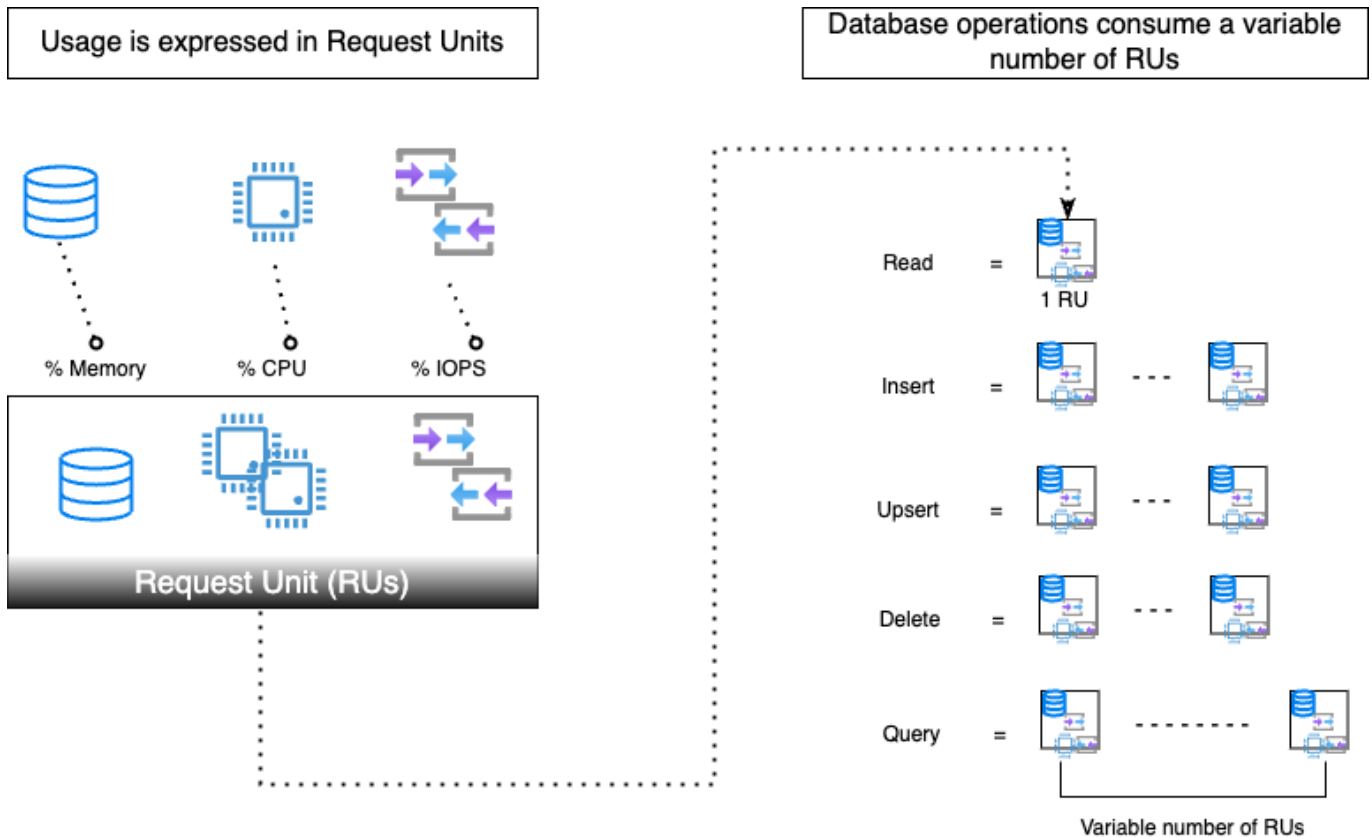 Usage is expressed in Request Units
Database operations consume a variable
number of RUs
% Memory
% CPU
% IOPS
Request Unit (RUs)
Read =
1 RU
Insert = ---
Upsert = ---
Delete = ---
Query = --------
Variable number of RUs